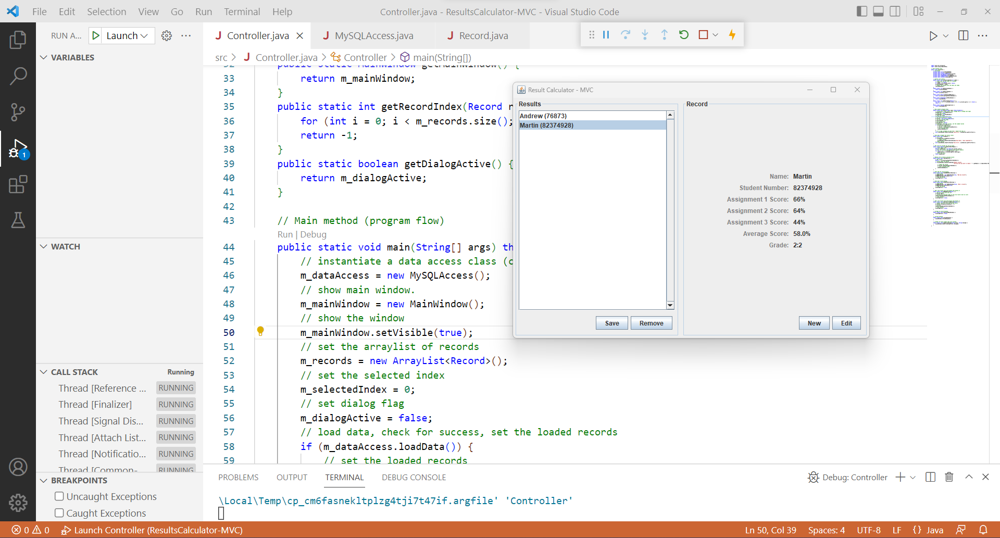 File Edit Selection View Go Run Terminal Help
Controller.java - ResultsCalculator-MVC - Visual Studio Code
RUN A... Launch
Controller.java
MySQLAccess.java
Record.java
src > Controller.java > Controller > main(String[])
VARIABLES
WATCH
CALL STACK Running
Thread [Reference ... RUNNING
Thread [Finalizer] RUNNING
Thread [Signal Dis... RUNNING
Thread [Attach List... RUNNING
Thread [Notificatio... RUNNING
Thread [Common- RUNNING
BREAKPOINTS
Uncaught Exceptions
Caught Exceptions
1
32 public static MainWindow getMainWindow() {
33 return m_mainWindow;
34 }
35 public static int getRecordIndex(Record r
36 for (int i = 0; i < m_records.size();
37 return -1;
38 }
39 public static boolean getDialogActive() {
40 return m_dialogActive;
41 }
42
43 // Main method (program flow)
Run | Debug
44 public static void main(String[] args) th
45 // instantiate a data access class (c
46 m_dataAccess = new MySQLAccess();
47 // show main window.
48 m_mainWindow = new MainWindow();
49 // show the window
50 m_mainWindow.setVisible(true);
51 // set the arraylist of records
52 m_records = new ArrayList<Record>();
53 // set the selected index
54 m_selectedIndex = 0;
55 // set dialog flag
56 m_dialogActive = false;
57 // load data, check for success, set the loaded records
58 if (m_dataAccess.loadData()) {
59 // set the loaded records
Result Calculator - MVC
Results
Andrew (76873)
Martin (82374928)
Save Remove
Record
Name: Martin
Student Number: 82374928
Assignment 1 Score: 66%
Assignment 2 Score: 64%
Assignment 3 Score: 44%
Average Score: 58.0%
Grade: 2:2
New Edit
PROBLEMS OUTPUT TERMINAL DEBUG CONSOLE
Debug: Controller
\Local\Temp\cp_cm6fasnekltplzg4tji7t47if.argfile' 'Controller'
0 0 Launch Controller (ResultsCalculator-MVC)
Ln 50, Col 39 Spaces: 4 UTF-8 LF {} Java